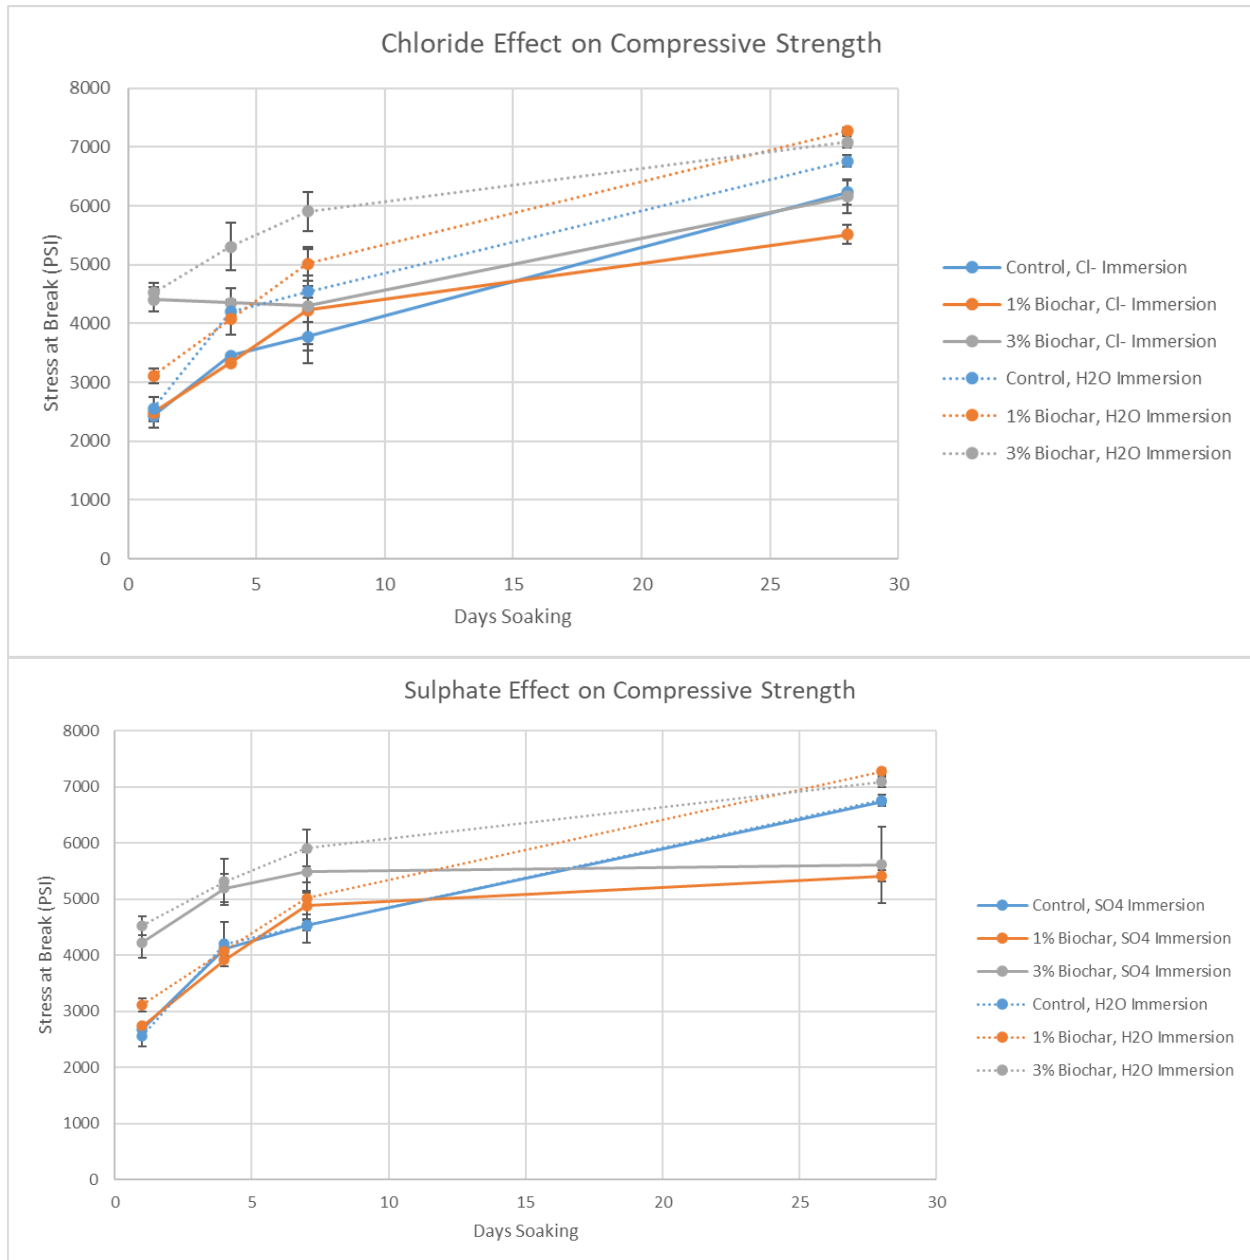 Chloride Effect on Compressive Strength
8000
7000
6000
5000
4000
3000
2000
1000
0
Stress at Break (PSI)
0 5 10 15 20 25 30
Days Soaking
Control, Cl- Immersion
1% Biochar, Cl- Immersion
3% Biochar, Cl- Immersion
Control, H2O Immersion
1% Biochar, H2O Immersion
3% Biochar, H2O Immersion
Sulphate Effect on Compressive Strength
8000
7000
6000
5000
4000
3000
2000
1000
0
Stress at Break (PSI)
0 5 10 15 20 25 30
Days Soaking
Control, SO4 Immersion
1% Biochar, SO4 Immersion
3% Biochar, SO4 Immersion
Control, H2O Immersion
1% Biochar, H2O Immersion
3% Biochar, H2O Immersion